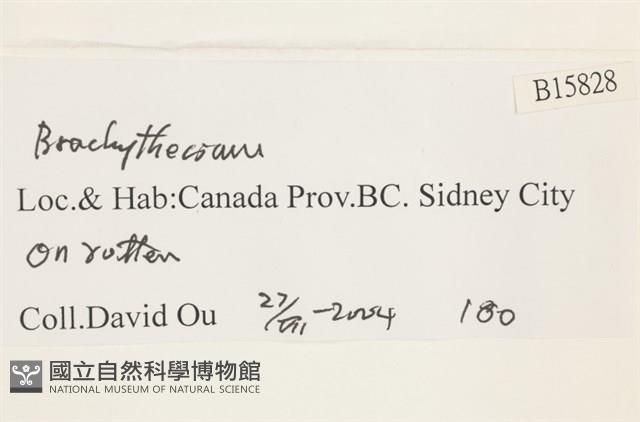 B15828
Brachythecium
Loc.& Hab:Canada Prov.BC. Sidney City
On rotten
Coll.David Ou 27/VII-2004 180
國立自然科學博物館
NATIONAL MUSEUM OF NATURAL SCIENCE